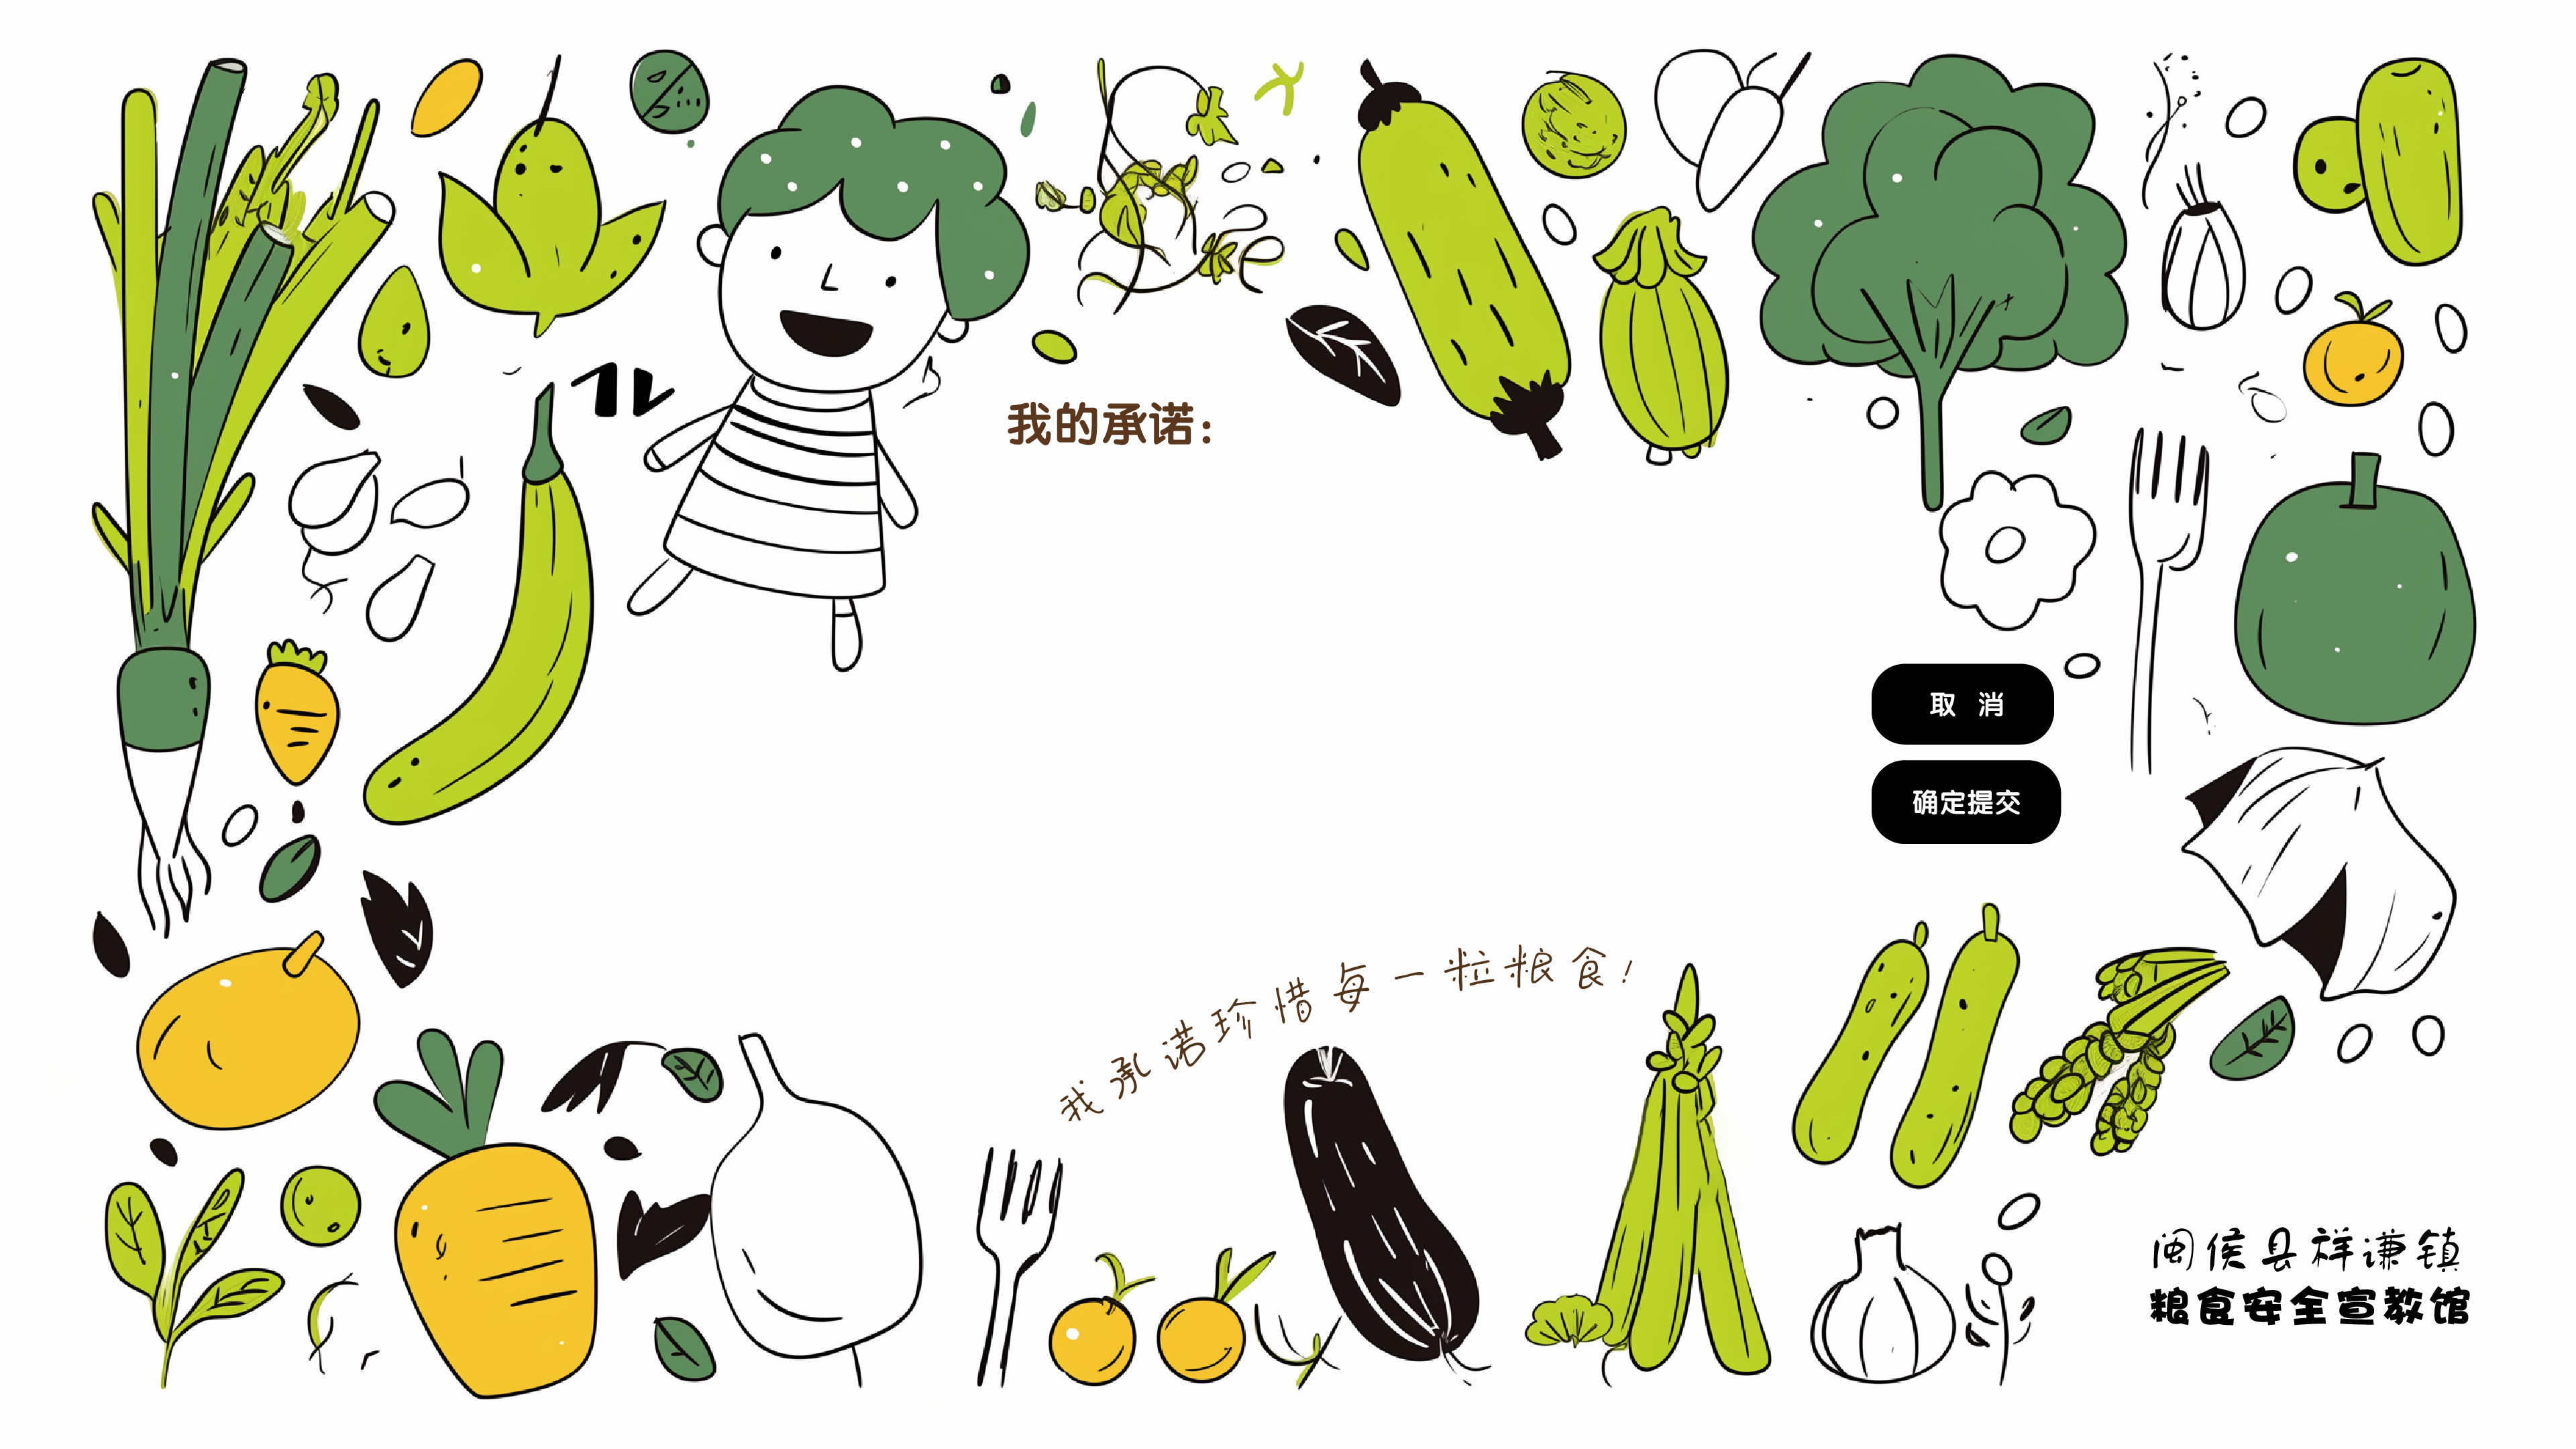 我的承诺：
取 消
确定提交
我承诺珍惜每一粒粮食！
闽侯县祥谦镇
粮食安全宣教馆